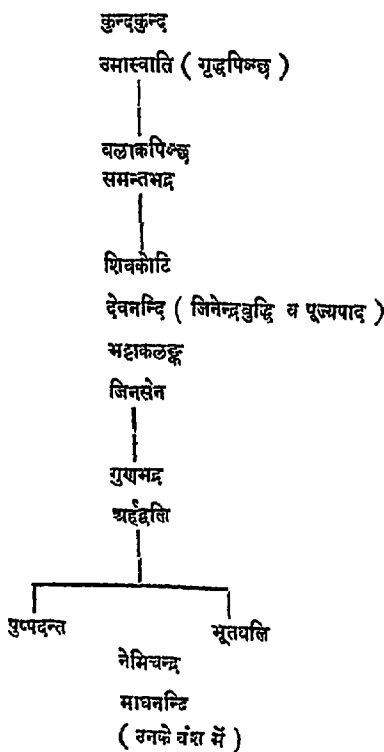 कुन्दकुन्द
उमास्वाति ( गृद्धपिञ्छ )
बलाकपिञ्छ
समन्तभद्र
शिवकोटि
देवनन्दि ( जिनेन्द्रबुद्धि व पूज्यपाद )
भट्टाकलङ्क
जिनसेन
गुणभद्र
अर्हद्बलि
पुष्पदन्त भूतबलि
नेमिचन्द्र
माघनन्दि
( उनके वंश में )